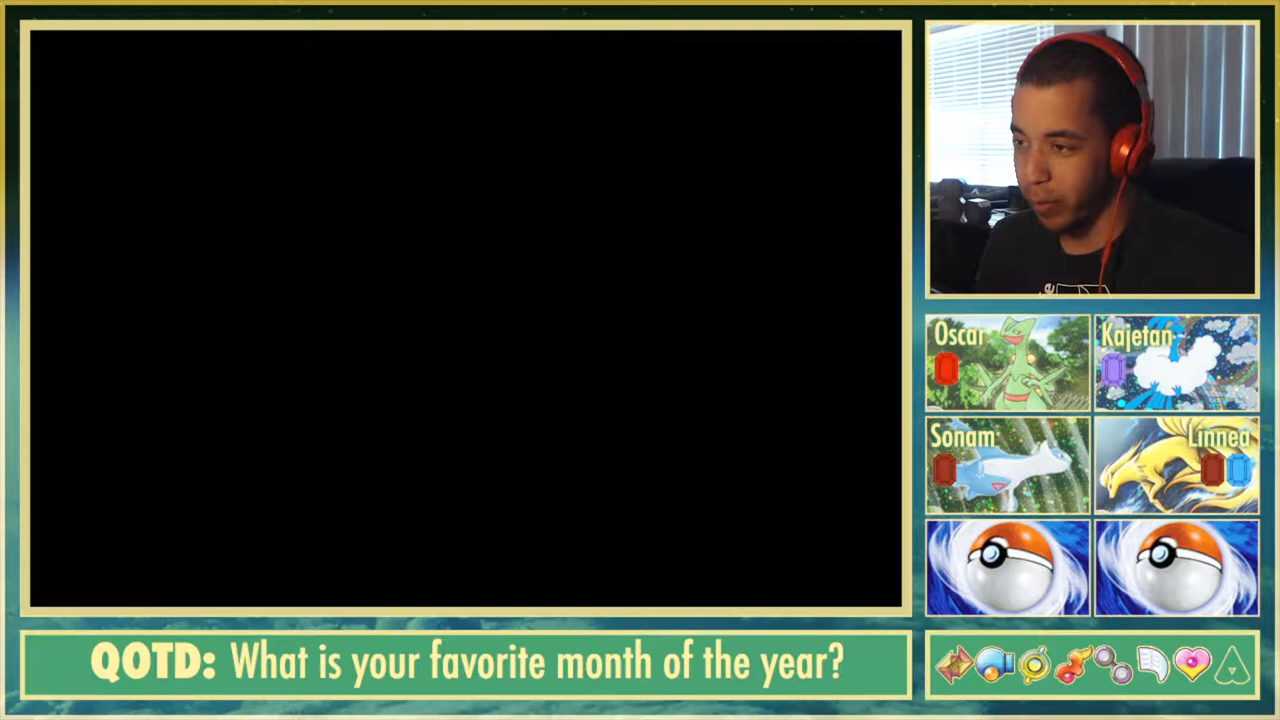 Oscar
Kajetan
Sonam
Linnea
QOTD: What is your favorite month of the year?